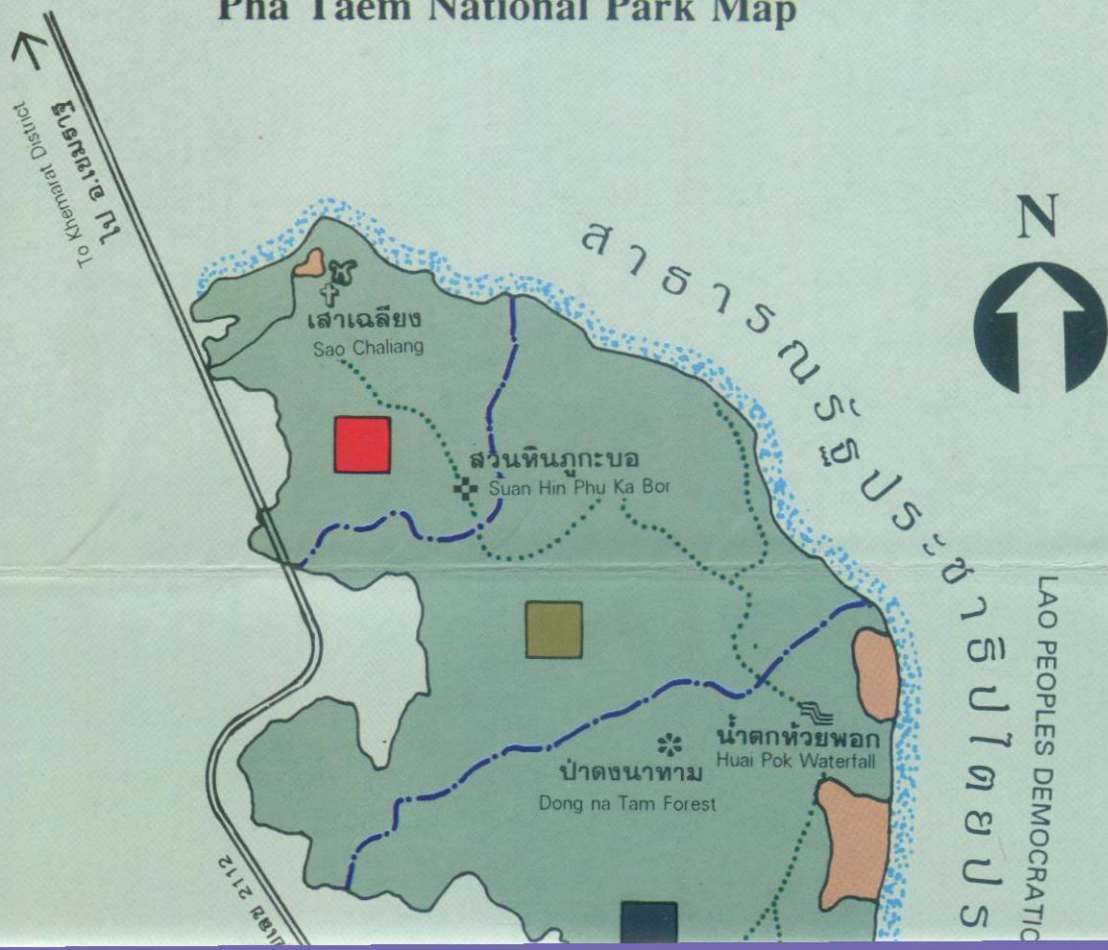 Pha Taem National Park Map
ไป อ.เขมราฐ
To Khemarat District
N
สาธารณรัฐประชาธิปไตยปร
LAO PEOPLES DEMOCRATIC
เสาเฉลียง
Sao Chaliang
สวนหินภูกะบอ
Suan Hin Phu Ka Bor
น้ำตกห้วยพอก
Huai Pok Waterfall
ป่าดงนาทาม
Dong na Tam Forest
2112